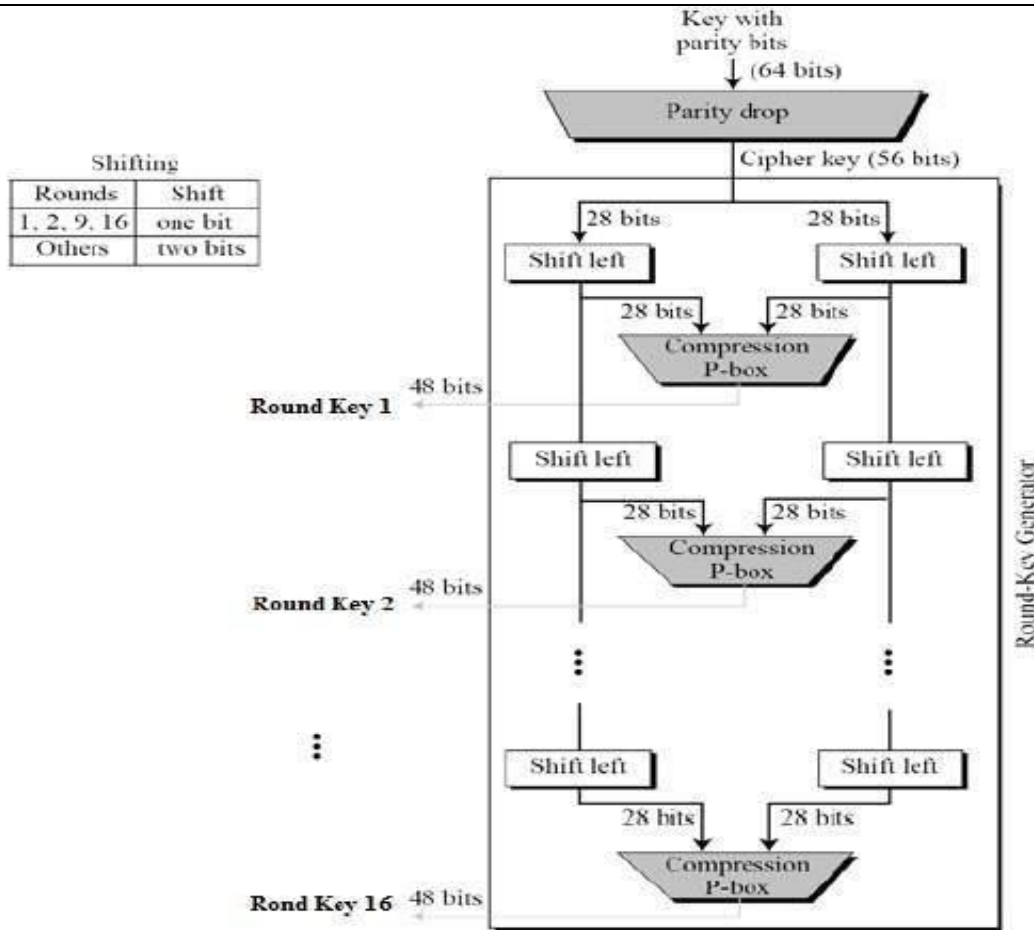 Key with
parity bits
(64 bits)
Parity drop
Cipher key (56 bits)
Shifting
Rounds Shift
1, 2, 9, 16 one bit
Others two bits
28 bits 28 bits
Shift left Shift left
28 bits 28 bits
Compression
P-box
48 bits
Round Key 1
Shift left Shift left
28 bits 28 bits
Compression
P-box
48 bits
Round Key 2
Round-Key Generator
Shift left Shift left
28 bits 28 bits
Compression
P-box
48 bits
Rond Key 16